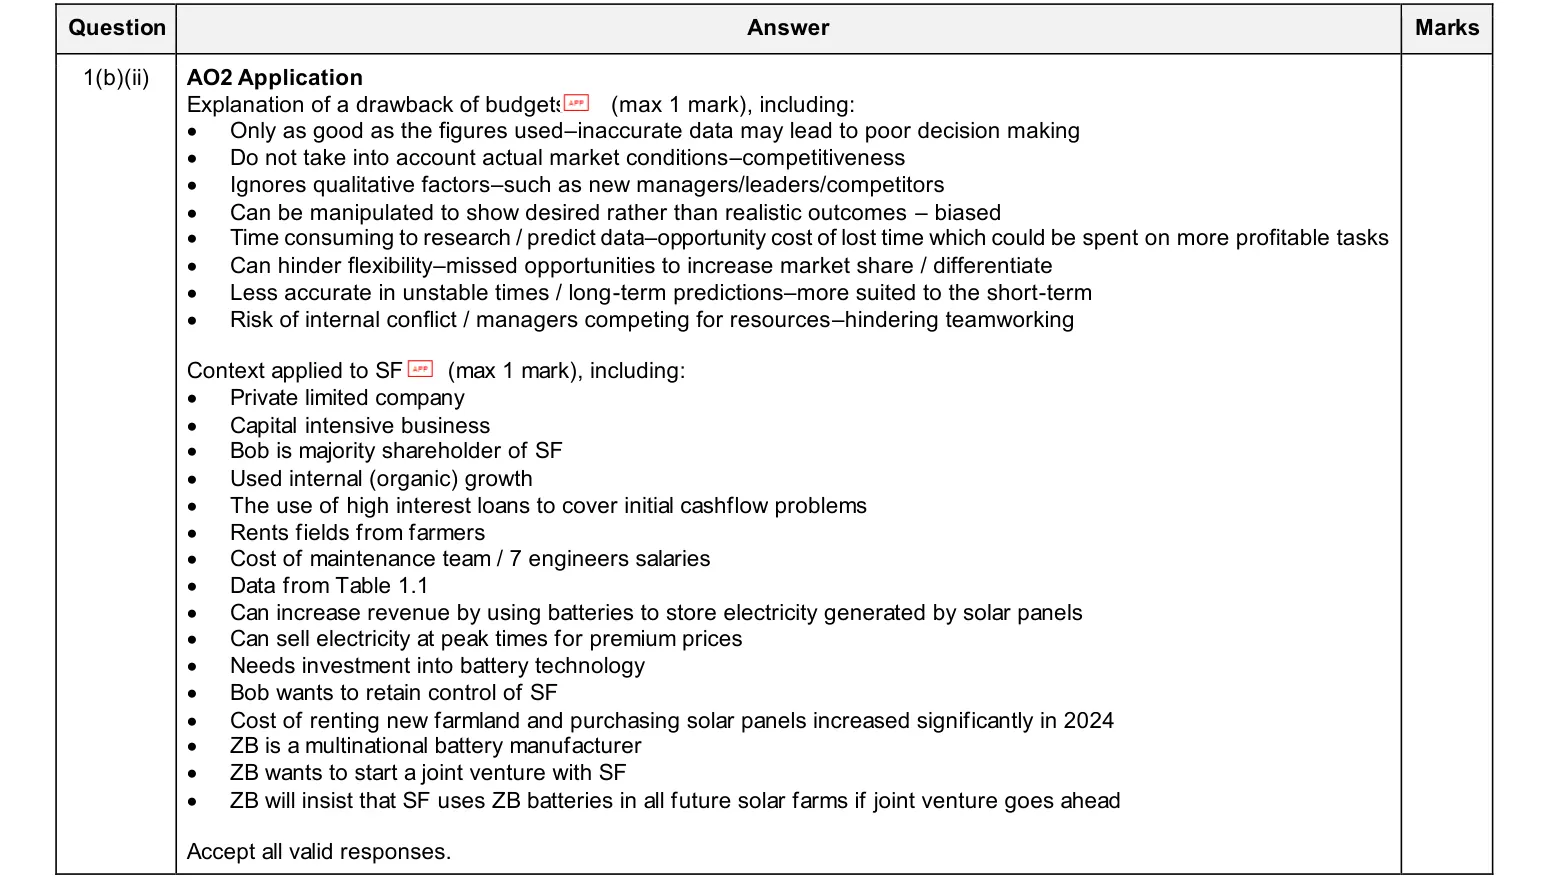 Question Answer Marks
1(b)(ii) AO2 Application
Explanation of a drawback of budgets APP (max 1 mark), including:
• Only as good as the figures used–inaccurate data may lead to poor decision making
• Do not take into account actual market conditions–competitiveness
• Ignores qualitative factors–such as new managers/leaders/competitors
• Can be manipulated to show desired rather than realistic outcomes – biased
• Time consuming to research / predict data–opportunity cost of lost time which could be spent on more profitable tasks
• Can hinder flexibility–missed opportunities to increase market share / differentiate
• Less accurate in unstable times / long-term predictions–more suited to the short-term
• Risk of internal conflict / managers competing for resources–hindering teamworking
Context applied to SF APP (max 1 mark), including:
• Private limited company
• Capital intensive business
• Bob is majority shareholder of SF
• Used internal (organic) growth
• The use of high interest loans to cover initial cashflow problems
• Rents fields from farmers
• Cost of maintenance team / 7 engineers salaries
• Data from Table 1.1
• Can increase revenue by using batteries to store electricity generated by solar panels
• Can sell electricity at peak times for premium prices
• Needs investment into battery technology
• Bob wants to retain control of SF
• Cost of renting new farmland and purchasing solar panels increased significantly in 2024
• ZB is a multinational battery manufacturer
• ZB wants to start a joint venture with SF
• ZB will insist that SF uses ZB batteries in all future solar farms if joint venture goes ahead
Accept all valid responses.